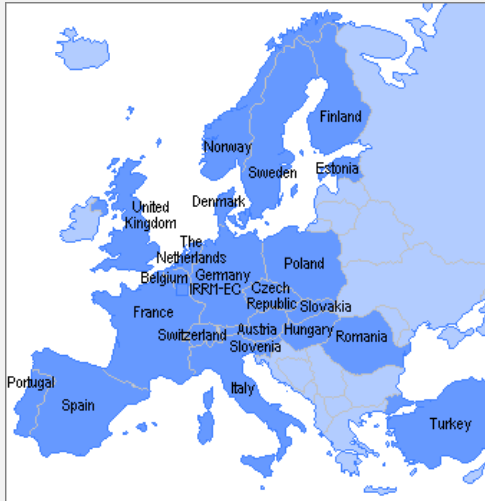 Finland
Norway
Sweden
Estonia
Denmark
United
Kingdom
The
Netherlands
Poland
Belgium
Germany
IRRM-EC
Czech
Republic
Slovakia
France
Switzerland
Austria
Hungary
Romania
Slovenia
Portugal
Spain
Italy
Turkey